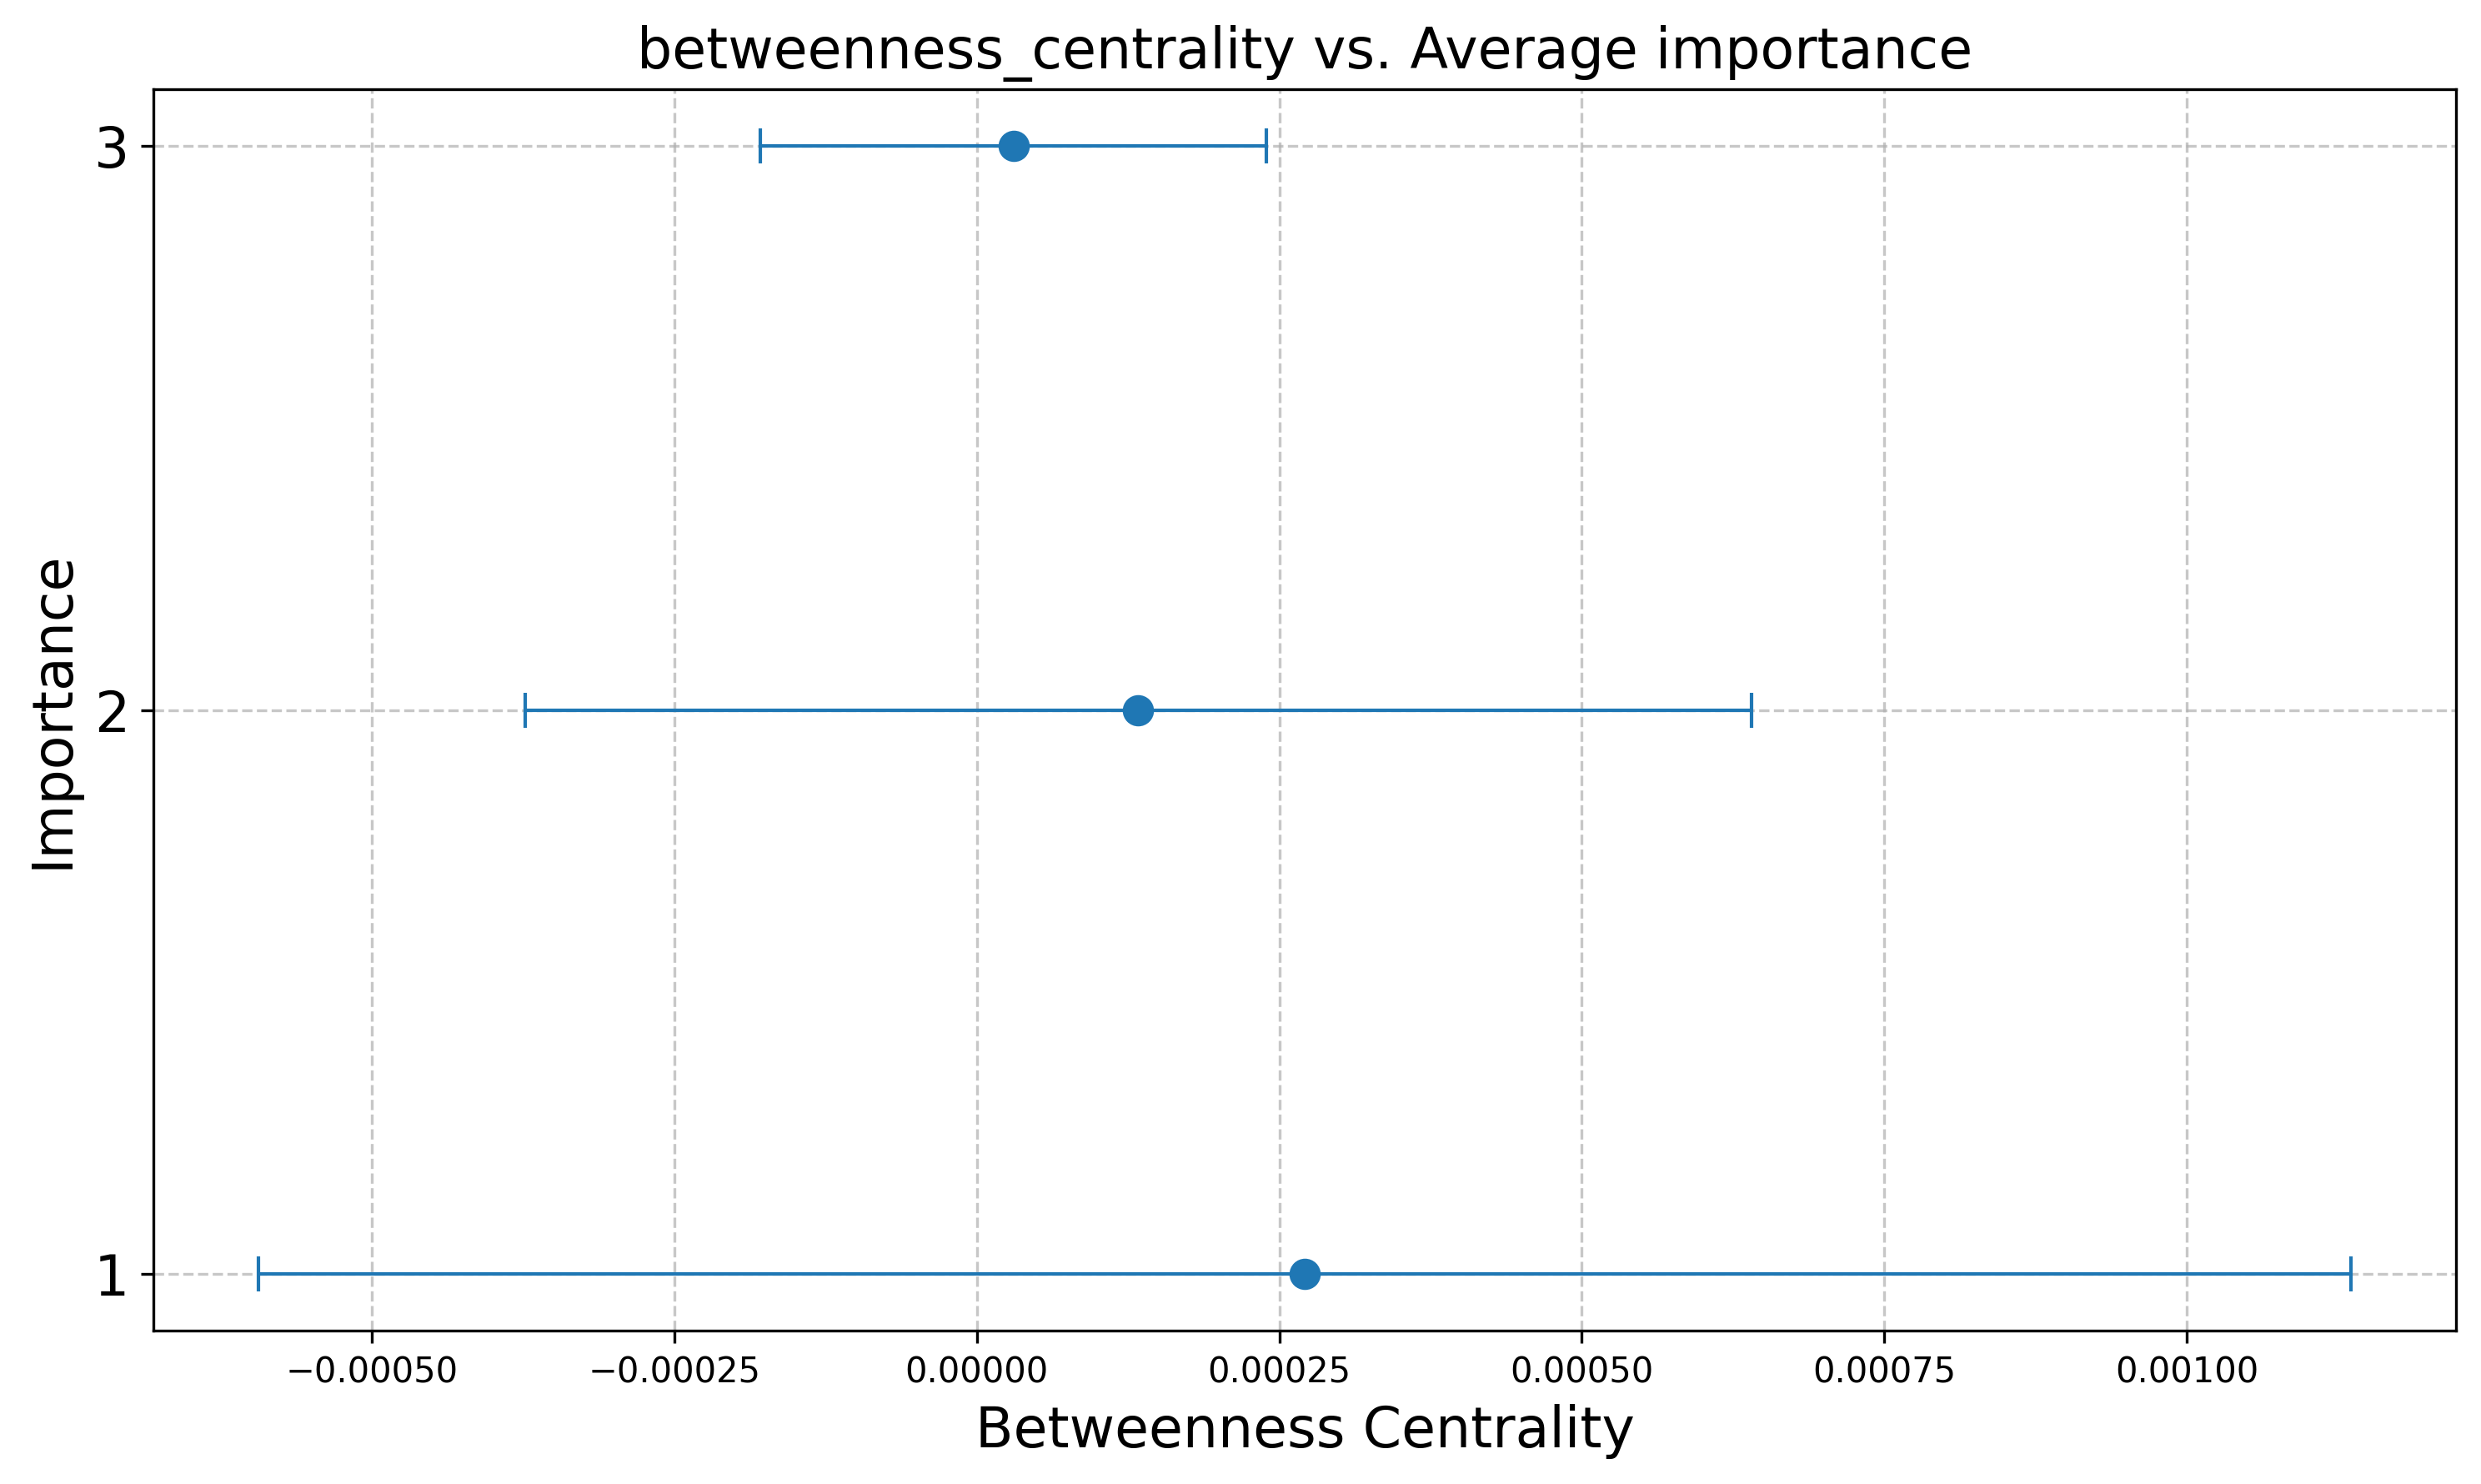 betweenness_centrality vs. Average importance
3
2
1
Importance
−0.00050 −0.00025 0.00000 0.00025 0.00050 0.00075 0.00100
Betweenness Centrality